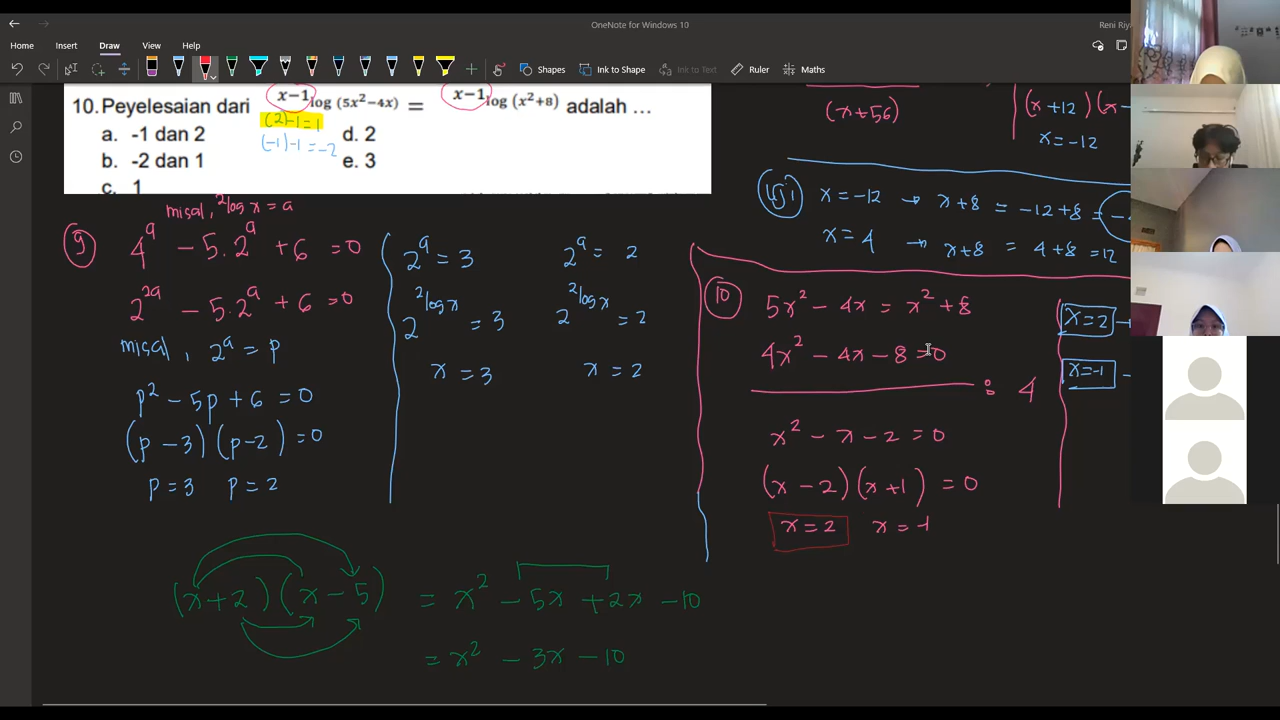 OneNote for Windows 10
Reni Riy
Home Insert Draw View Help
Shapes Ink to Shape Ink to Text Ruler Maths
10. Peyelesaian dari x−1log (5x²−4x) = x−1log (x²+8) adalah ...
(2)-1=1
(-1)-1=-2
a. -1 dan 2
b. -2 dan 1
c. 1
d. 2
e. 3
misal, ²log x = a
9
4^a − 5.2^a + 6 = 0
2^2a − 5.2^a + 6 = 0
misal, 2^a = p
p² − 5p + 6 = 0
(p − 3)(p − 2) = 0
p = 3 p = 2
2^a = 3
2^²log x = 3
x = 3
2^a = 2
2^²log x = 2
x = 2
(x + 56)
(x + 12)(x −
x = −12
Uji
x = −12 → x+8 = −12+8 = −
x = 4 → x+8 = 4+8 = 12
10
5x² − 4x = x² + 8
4x² − 4x − 8 = 0
: 4
x² − x − 2 = 0
(x − 2)(x + 1) = 0
x = 2 x = −1
x = 2
x = −1
(x + 2)(x − 5) = x² − 5x + 2x − 10
= x² − 3x − 10